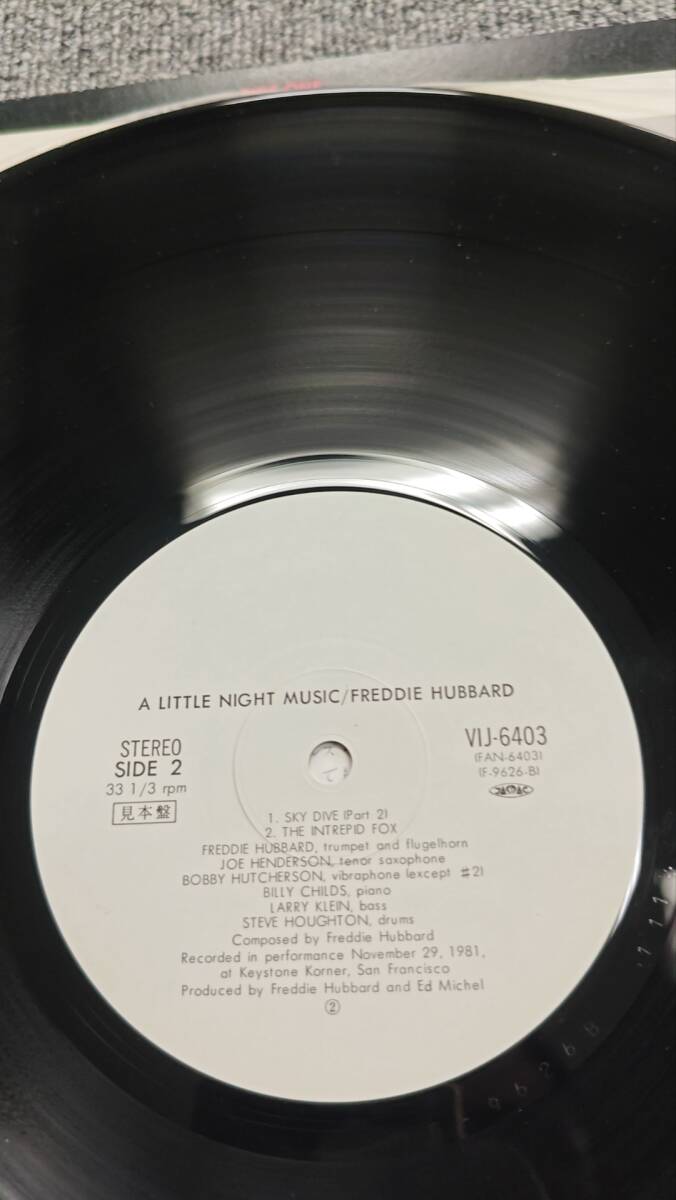 A LITTLE NIGHT MUSIC/FREDDIE HUBBARD
STEREO
SIDE 2
33 1/3 rpm
見本盤
VIJ-6403
(FAN-6403)
(F-9626-B)
1. SKY DIVE (Part 2)
2. THE INTREPID FOX
FREDDIE HUBBARD, trumpet and flugelhorn
JOE HENDERSON, tenor saxophone
BOBBY HUTCHERSON, vibraphone (except #2)
BILLY CHILDS, piano
LARRY KLEIN, bass
STEVE HOUGHTON, drums
Composed by Freddie Hubbard
Recorded in performance November 29, 1981,
at Keystone Korner, San Francisco
Produced by Freddie Hubbard and Ed Michel
②